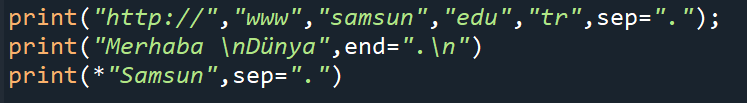 print("http://","www","samsun","edu","tr",sep=".");
print("Merhaba \nDünya",end=".\n")
print(*"Samsun",sep=".")